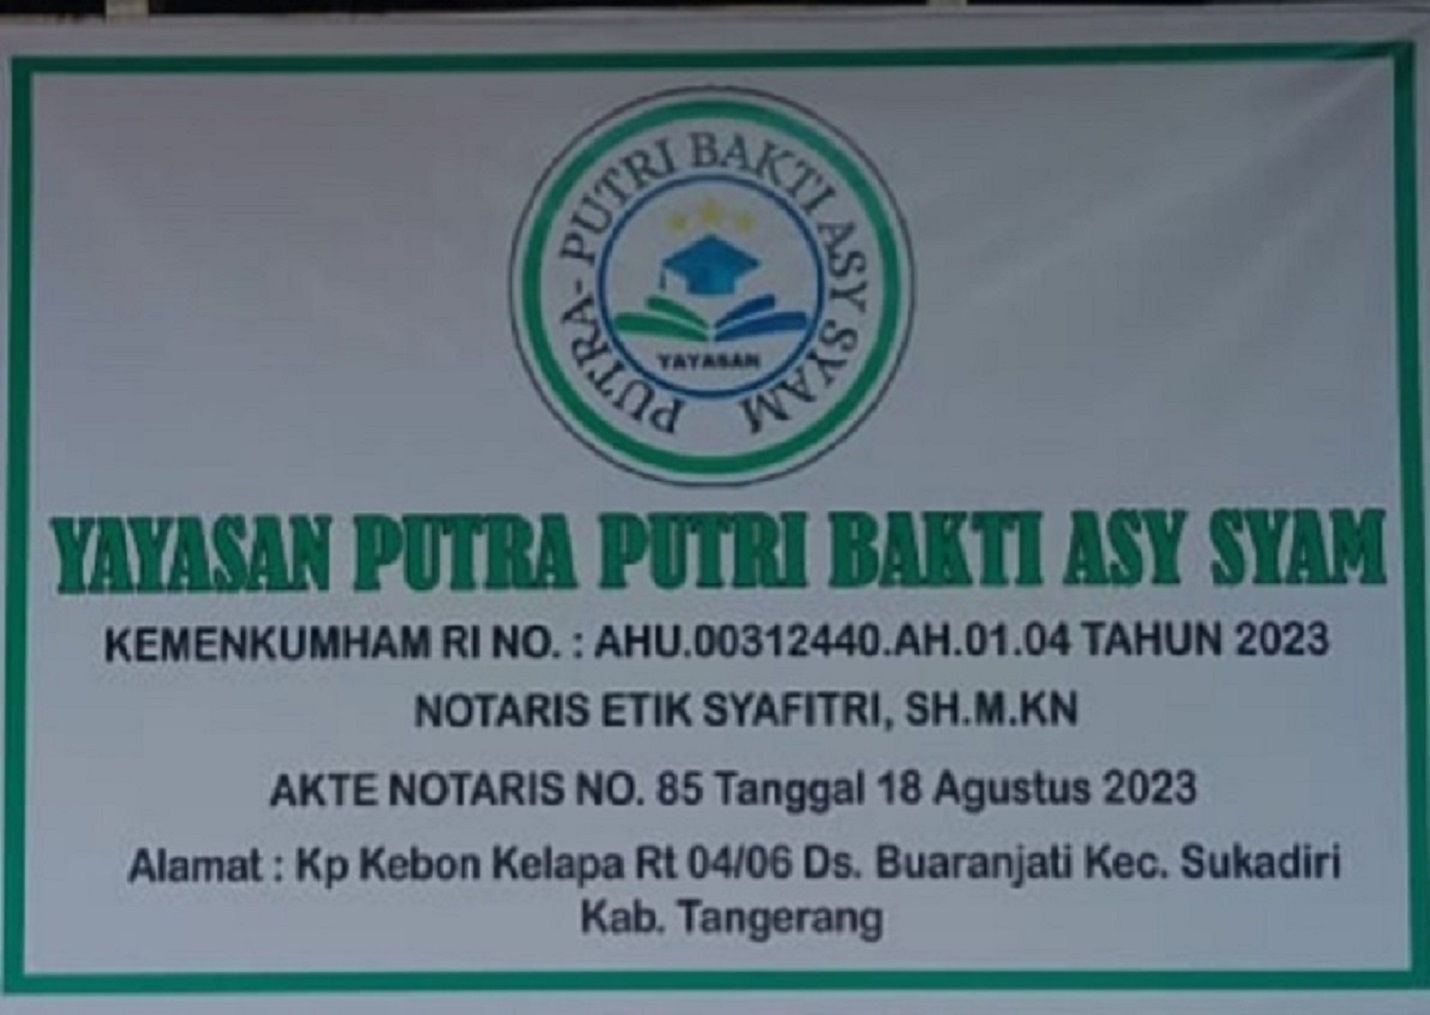 PUTRA-PUTRI BAKTI ASY SYAM
YAYASAN
YAYASAN PUTRA PUTRI BAKTI ASY SYAM
KEMENKUMHAM RI NO. : AHU.00312440.AH.01.04 TAHUN 2023
NOTARIS ETIK SYAFITRI, SH.M.KN
AKTE NOTARIS NO. 85 Tanggal 18 Agustus 2023
Alamat : Kp Kebon Kelapa Rt 04/06 Ds. Buaranjati Kec. Sukadiri
Kab. Tangerang